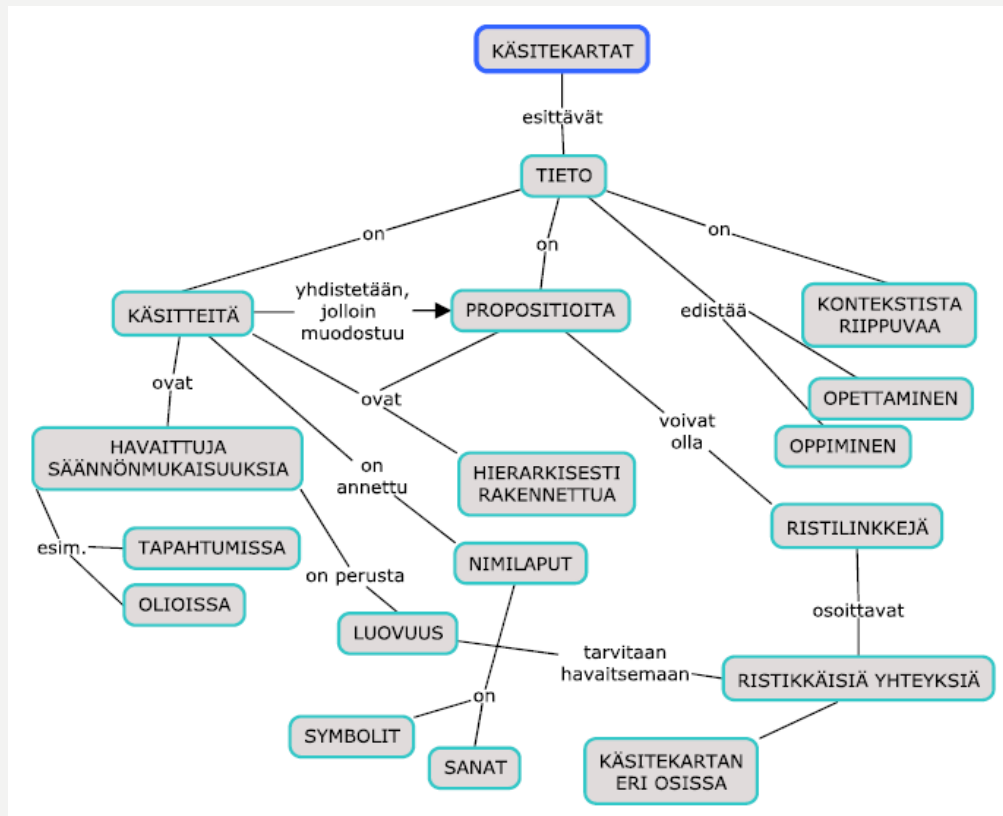 KÄSITEKARTAT
esittävät
TIETO
on
on
on
KÄSITTEITÄ
yhdistetään,
jolloin
muodostuu
PROPOSITIOITA
edistää
KONTEKSTISTA
RIIPPUVAA
ovat
ovat
OPETTAMINEN
voivat
olla
OPPIMINEN
HAVAITTUJA
SÄÄNNÖNMUKAISUUKSIA
on
annettu
HIERARKISESTI
RAKENNETTUA
RISTILINKKEJÄ
esim.
TAPAHTUMISSA
NIMILAPUT
on perusta
OLIOISSA
osoittavat
LUOVUUS
tarvitaan
havaitsemaan
RISTIKKÄISIÄ YHTEYKSIÄ
on
SYMBOLIT
SANAT
KÄSITEKARTAN
ERI OSISSA